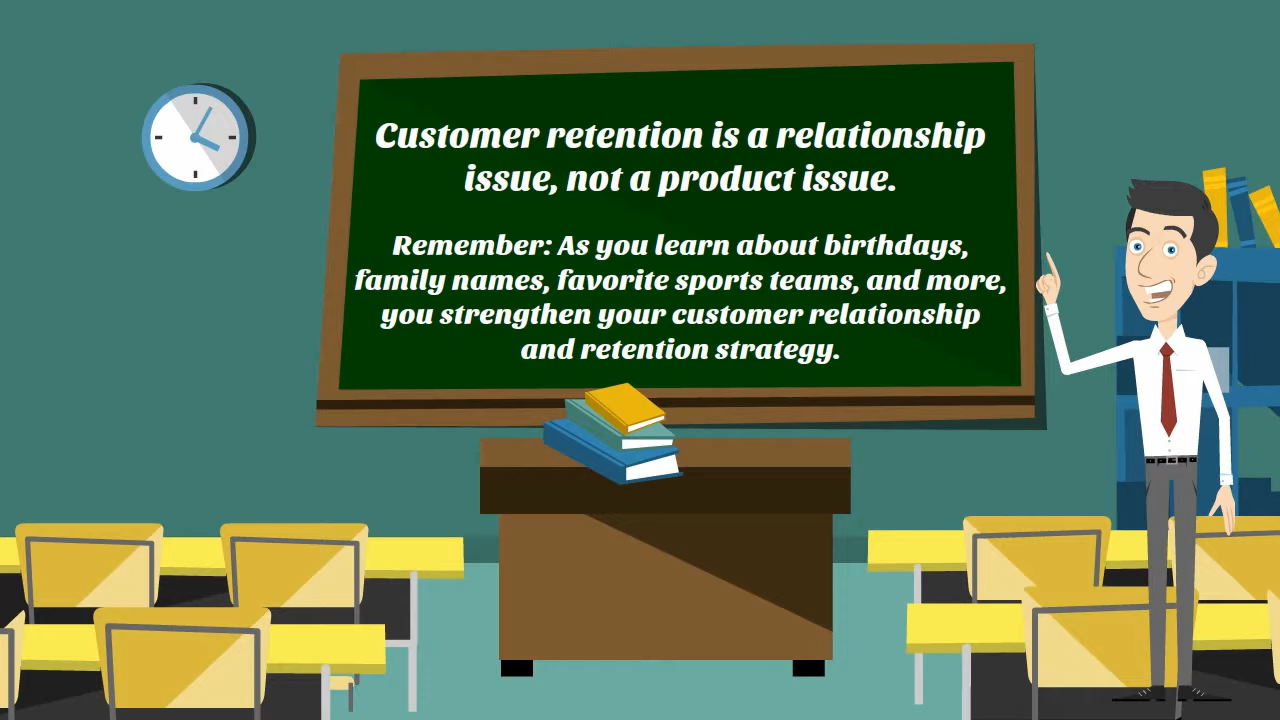 Customer retention is a relationship
issue, not a product issue.
Remember: As you learn about birthdays,
family names, favorite sports teams, and more,
you strengthen your customer relationship
and retention strategy.